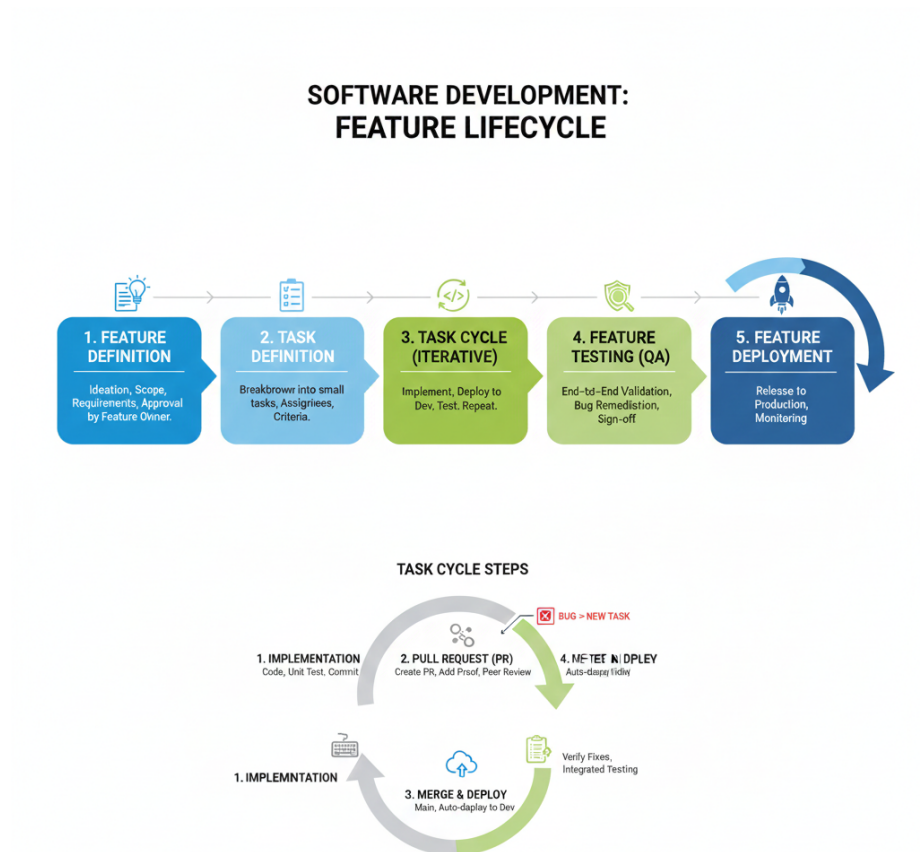 SOFTWARE DEVELOPMENT:
FEATURE LIFECYCLE
1. FEATURE
DEFINITION
Ideation, Scope,
Requirements, Approval
by Feature Owner.
2. TASK
DEFINITION
Breakbrowr into small
tasks, Assigriees,
Criteria.
3. TASK CYCLE
(ITERATIVE)
Implement, Deploy to
Dev, Test. Repeat.
4. FEATURE
TESTING (QA)
End-td-End Validation,
Bug Remedistion,
Sign-off
5. FEATURE
DEPLOYMENT
Relesse to
Production,
Monitering
TASK CYCLE STEPS
BUG > NEW TASK
1. IMPLEMENTATION
Code, Unit Test, Commit
2. PULL REQUEST (PR)
Create PR, Add Prsof, Peer Review
4.
1. IMPLEMNTATION
3. MERGE & DEPLOY
Main, Auto-daplay to Dev
Verify Fixes,
Integrated Testing